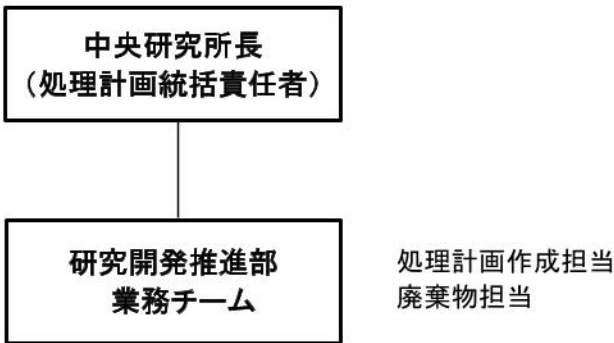 中央研究所長
（処理計画統括責任者）
研究開発推進部
業務チーム
処理計画作成担当
廃棄物担当